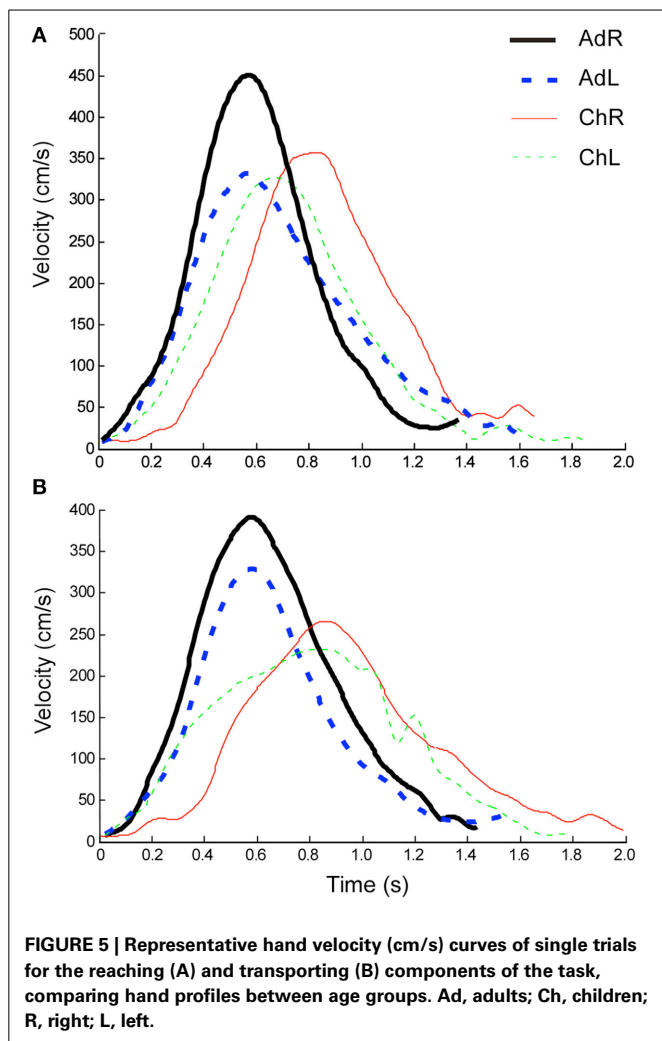 A
500
450
400
350
300
250
200
150
100
50
0
Velocity (cm/s)
0 0.2 0.4 0.6 0.8 1.0 1.2 1.4 1.6 1.8 2.0
AdR
AdL
ChR
ChL
B
400
350
300
250
200
150
100
50
0
Velocity (cm/s)
0 0.2 0.4 0.6 0.8 1.0 1.2 1.4 1.6 1.8 2.0
Time (s)
FIGURE 5 | Representative hand velocity (cm/s) curves of single trials
for the reaching (A) and transporting (B) components of the task,
comparing hand profiles between age groups. Ad, adults; Ch, children;
R, right; L, left.